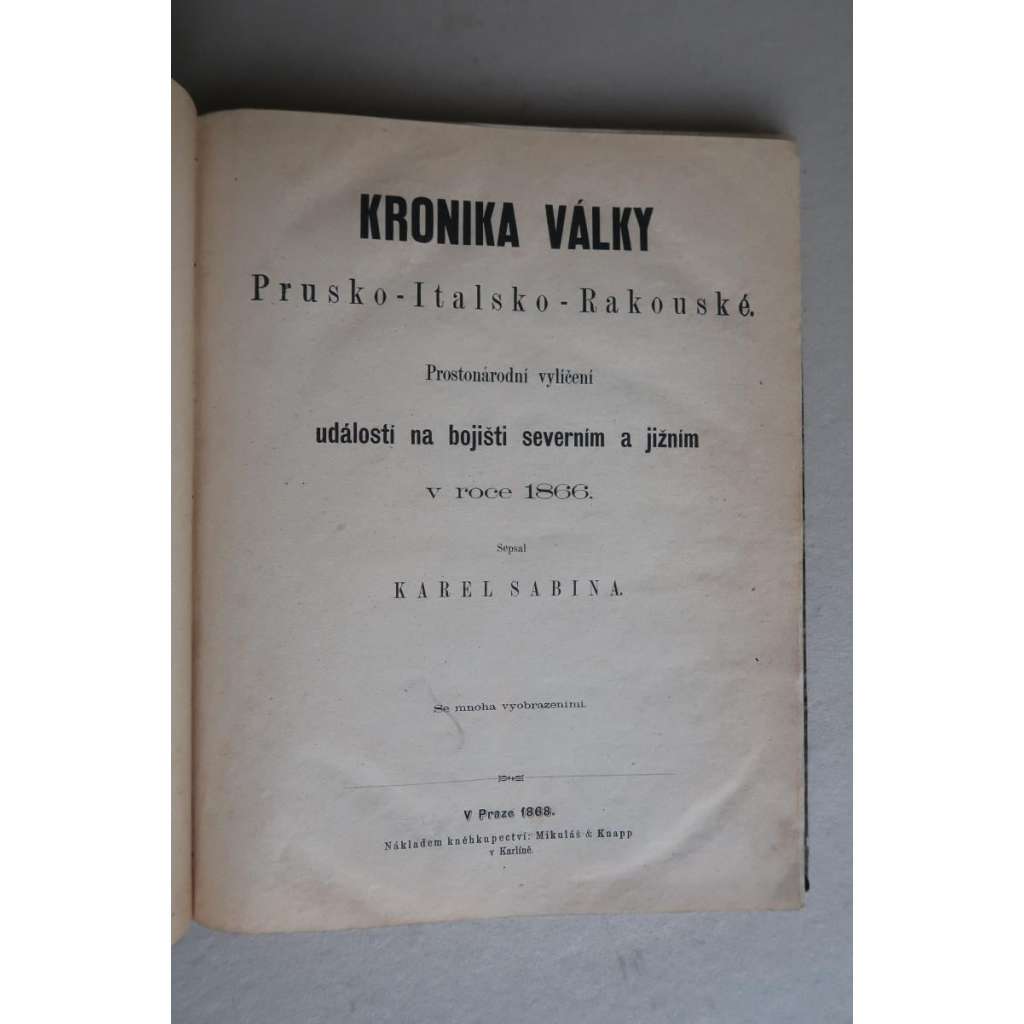 KRONIKA VÁLKY
Prusko-Italsko-Rakouské.
Prostonárodní vylíčení
událostí na bojišti severním a jižním
v roce 1866.
Sepsal
KAREL SABINA.
Se mnoha vyobrazeními.
V Praze 1868.
Nákladem kněhkupectví: Mikuláš & Knapp
v Karlíně.